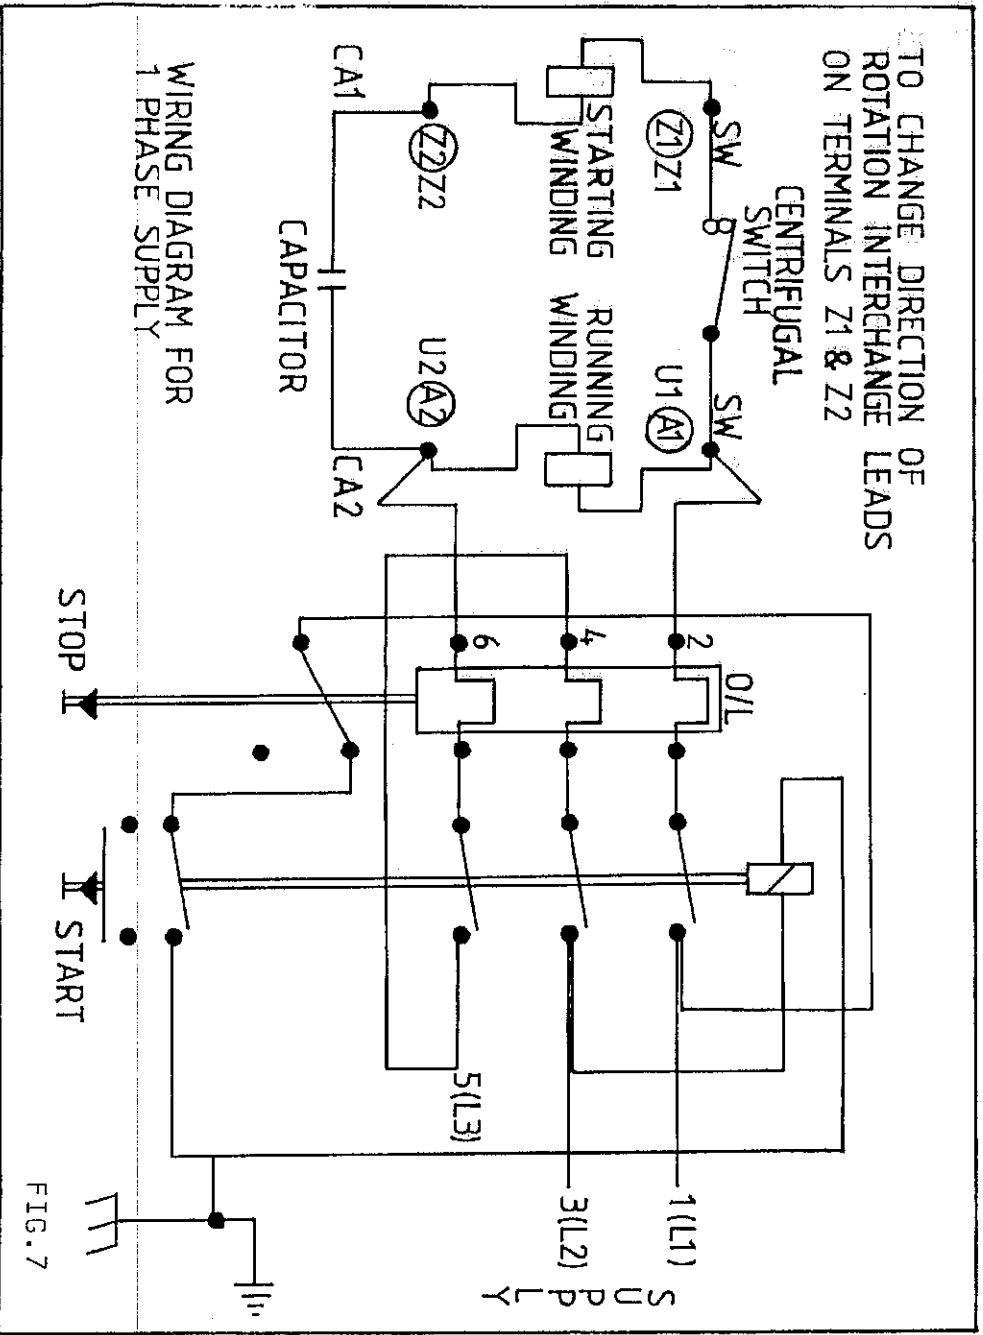 TO CHANGE DIRECTION OF
ROTATION INTERCHANGE LEADS
ON TERMINALS Z1 & Z2
CENTRIFUGAL
SWITCH
SW
SW
Z1 Z1
U1 A1
STARTING
WINDING
RUNNING
WINDING
Z2 Z2
U2 A2
CA1
CA2
CAPACITOR
WIRING DIAGRAM FOR
1 PHASE SUPPLY
2
4
6
O/L
STOP
START
1(L1)
3(L2)
5(L3)
SUPPLY
FIG.7